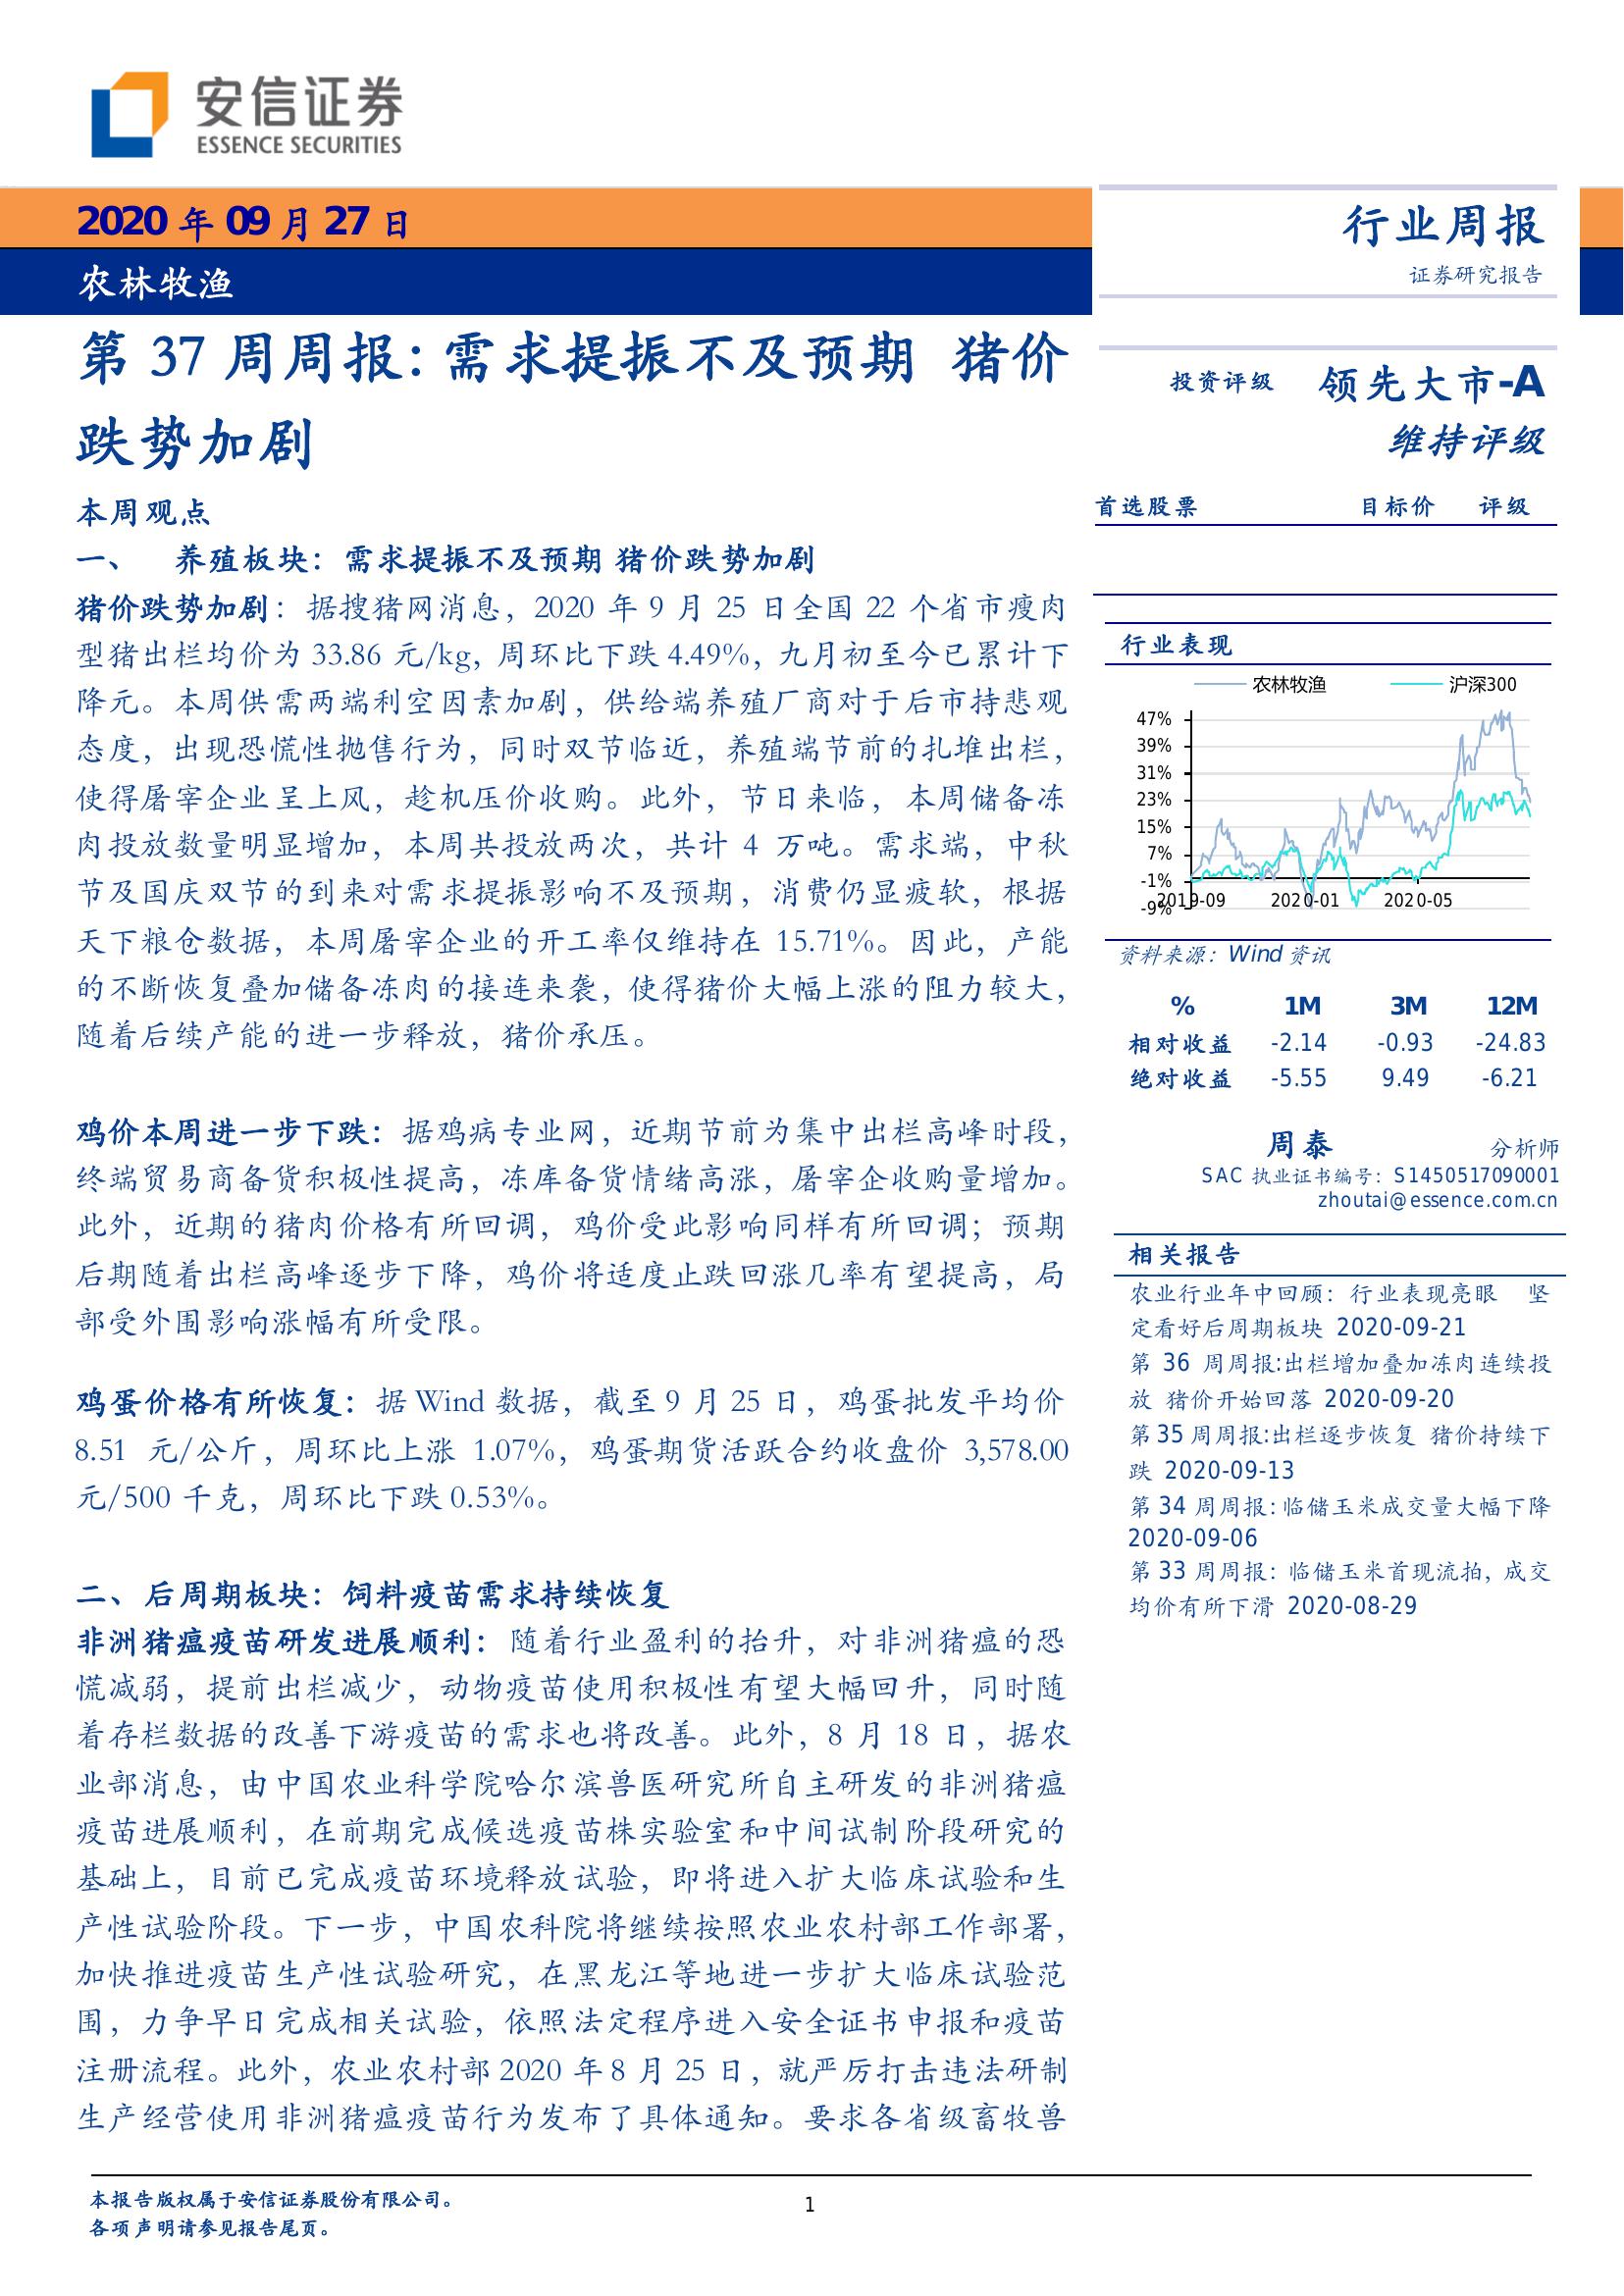 安信证券
ESSENCE SECURITIES
2020 年 09 月 27 日
农林牧渔
行业周报
证券研究报告
第 37 周周报：需求提振不及预期 猪价
跌势加剧
本周观点
一、 养殖板块：需求提振不及预期 猪价跌势加剧
猪价跌势加剧：据搜猪网消息，2020 年 9 月 25 日全国 22 个省市瘦肉
型猪出栏均价为 33.86 元/kg，周环比下跌 4.49%，九月初至今已累计下
降元。本周供需两端利空因素加剧，供给端养殖厂商对于后市持悲观
态度，出现恐慌性抛售行为，同时双节临近，养殖端节前的扎堆出栏，
使得屠宰企业呈上风，趁机压价收购。此外，节日来临，本周储备冻
肉投放数量明显增加，本周共投放两次，共计 4 万吨。需求端，中秋
节及国庆双节的到来对需求提振影响不及预期，消费仍显疲软，根据
天下粮仓数据，本周屠宰企业的开工率仅维持在 15.71%。因此，产能
的不断恢复叠加储备冻肉的接连来袭，使得猪价大幅上涨的阻力较大，
随着后续产能的进一步释放，猪价承压。
鸡价本周进一步下跌：据鸡病专业网，近期节前为集中出栏高峰时段，
终端贸易商备货积极性提高，冻库备货情绪高涨，屠宰企收购量增加。
此外，近期的猪肉价格有所回调，鸡价受此影响同样有所回调；预期
后期随着出栏高峰逐步下降，鸡价将适度止跌回涨几率有望提高，局
部受外围影响涨幅有所受限。
鸡蛋价格有所恢复：据 Wind 数据，截至 9 月 25 日，鸡蛋批发平均价
8.51 元/公斤，周环比上涨 1.07%，鸡蛋期货活跃合约收盘价 3,578.00
元/500 千克，周环比下跌 0.53%。
二、后周期板块：饲料疫苗需求持续恢复
非洲猪瘟疫苗研发进展顺利：随着行业盈利的抬升，对非洲猪瘟的恐
慌减弱，提前出栏减少，动物疫苗使用积极性有望大幅回升，同时随
着存栏数据的改善下游疫苗的需求也将改善。此外，8 月 18 日，据农
业部消息，由中国农业科学院哈尔滨兽医研究所自主研发的非洲猪瘟
疫苗进展顺利，在前期完成候选疫苗株实验室和中间试制阶段研究的
基础上，目前已完成疫苗环境释放试验，即将进入扩大临床试验和生
产性试验阶段。下一步，中国农科院将继续按照农业农村部工作部署，
加快推进疫苗生产性试验研究，在黑龙江等地进一步扩大临床试验范
围，力争早日完成相关试验，依照法定程序进入安全证书申报和疫苗
注册流程。此外，农业农村部 2020 年 8 月 25 日，就严厉打击违法研制
生产经营使用非洲猪瘟疫苗行为发布了具体通知。要求各省级畜牧兽
投资评级 领先大市-A
维持评级
首选股票 目标价 评级
行业表现
农林牧渔 沪深300
47%
39%
31%
23%
15%
7%
-1%
-9%
2019-09 2020-01 2020-05
资料来源：Wind 资讯
% 1M 3M 12M
相对收益 -2.14 -0.93 -24.83
绝对收益 -5.55 9.49 -6.21
周泰 分析师
SAC 执业证书编号：S1450517090001
zhoutai@essence.com.cn
相关报告
农业行业年中回顾：行业表现亮眼 坚
定看好后周期板块 2020-09-21
第 36 周周报:出栏增加叠加冻肉连续投
放 猪价开始回落 2020-09-20
第 35 周周报:出栏逐步恢复 猪价持续下
跌 2020-09-13
第 34 周周报:临储玉米成交量大幅下降
2020-09-06
第 33 周周报：临储玉米首现流拍，成交
均价有所下滑 2020-08-29
本报告版权属于安信证券股份有限公司。
各项声明请参见报告尾页。
1